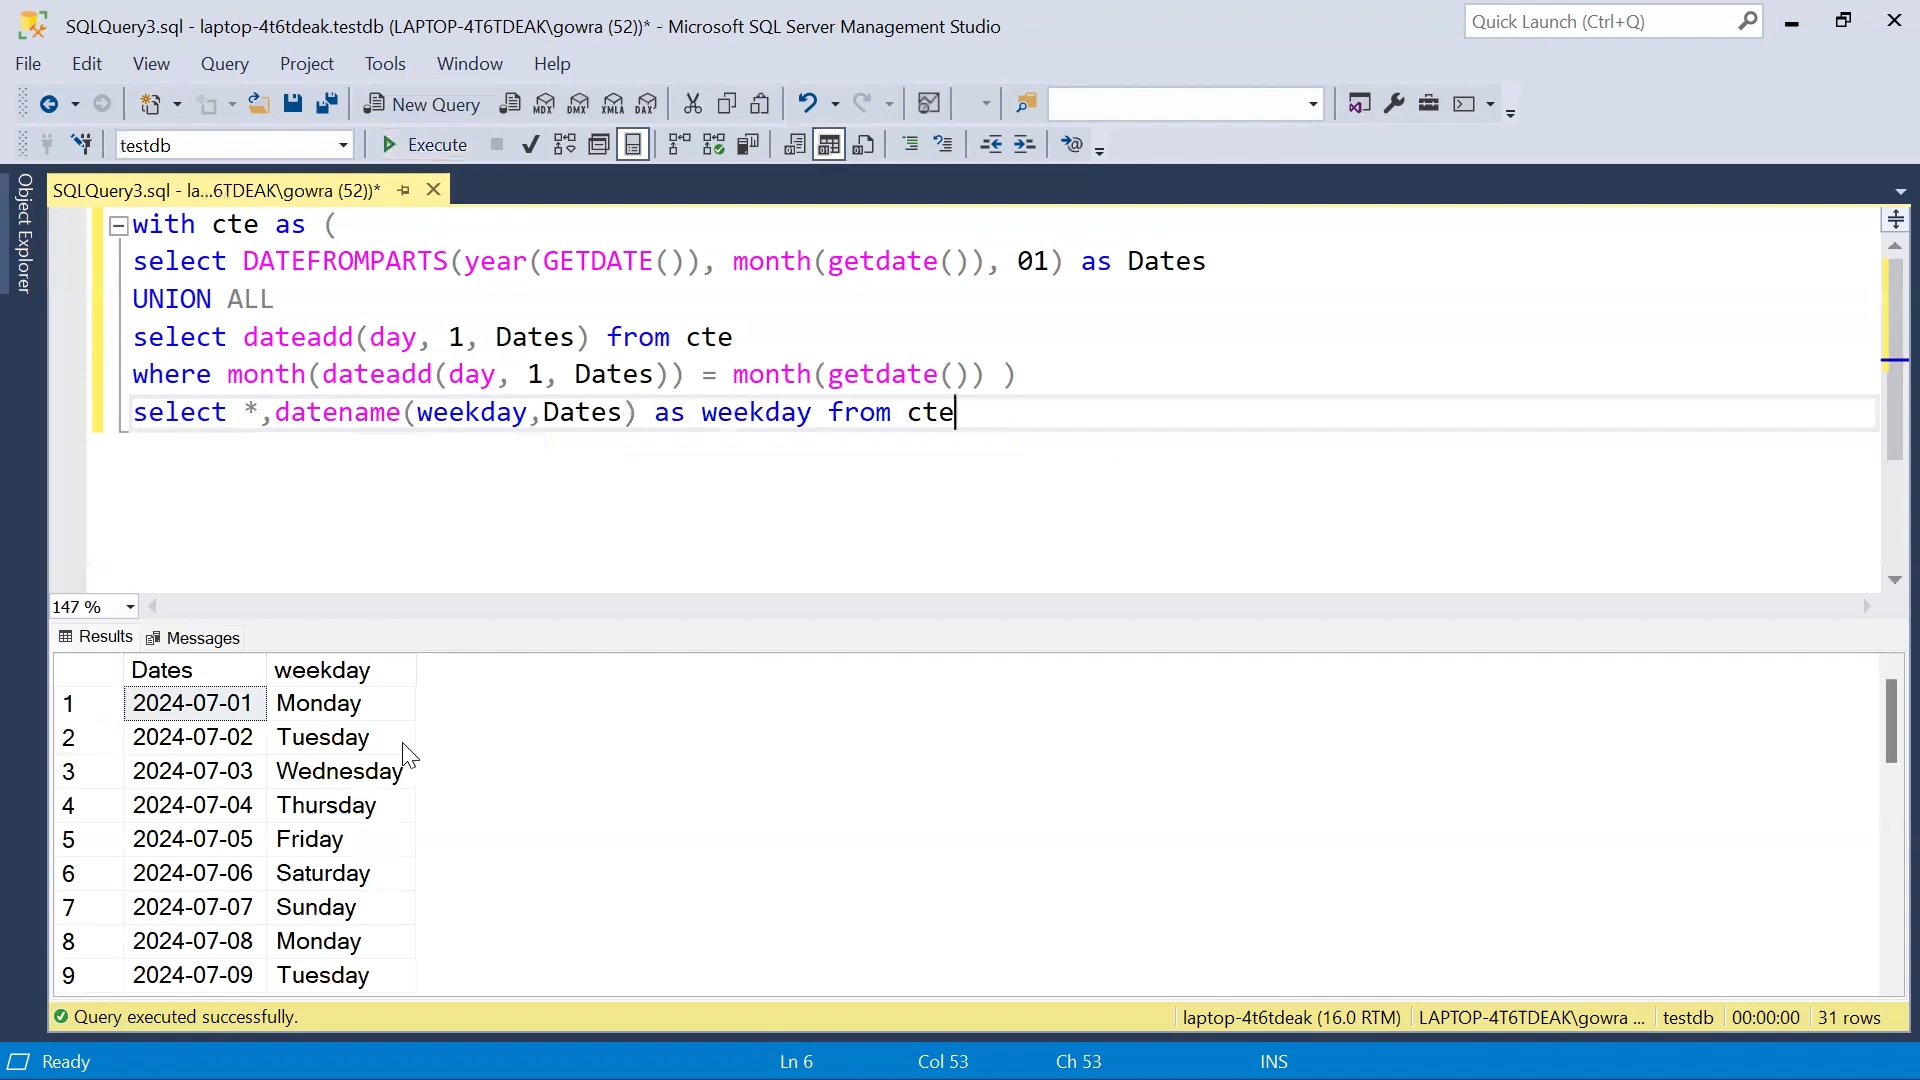 SQLQuery3.sql - laptop-4t6tdeak.testdb (LAPTOP-4T6TDEAK\gowra (52))* - Microsoft SQL Server Management Studio
Quick Launch (Ctrl+Q)
File Edit View Query Project Tools Window Help
New Query MDX DMX XMLA DAX
testdb Execute
Object Explorer
SQLQuery3.sql - la...6TDEAK\gowra (52))*
with cte as (
select DATEFROMPARTS(year(GETDATE()), month(getdate()), 01) as Dates
UNION ALL
select dateadd(day, 1, Dates) from cte
where month(dateadd(day, 1, Dates)) = month(getdate()) )
select *,datename(weekday,Dates) as weekday from cte
147 %
Results Messages
Dates weekday
1 2024-07-01 Monday
2 2024-07-02 Tuesday
3 2024-07-03 Wednesday
4 2024-07-04 Thursday
5 2024-07-05 Friday
6 2024-07-06 Saturday
7 2024-07-07 Sunday
8 2024-07-08 Monday
9 2024-07-09 Tuesday
Query executed successfully. laptop-4t6tdeak (16.0 RTM) LAPTOP-4T6TDEAK\gowra ... testdb 00:00:00 31 rows
Ready Ln 6 Col 53 Ch 53 INS